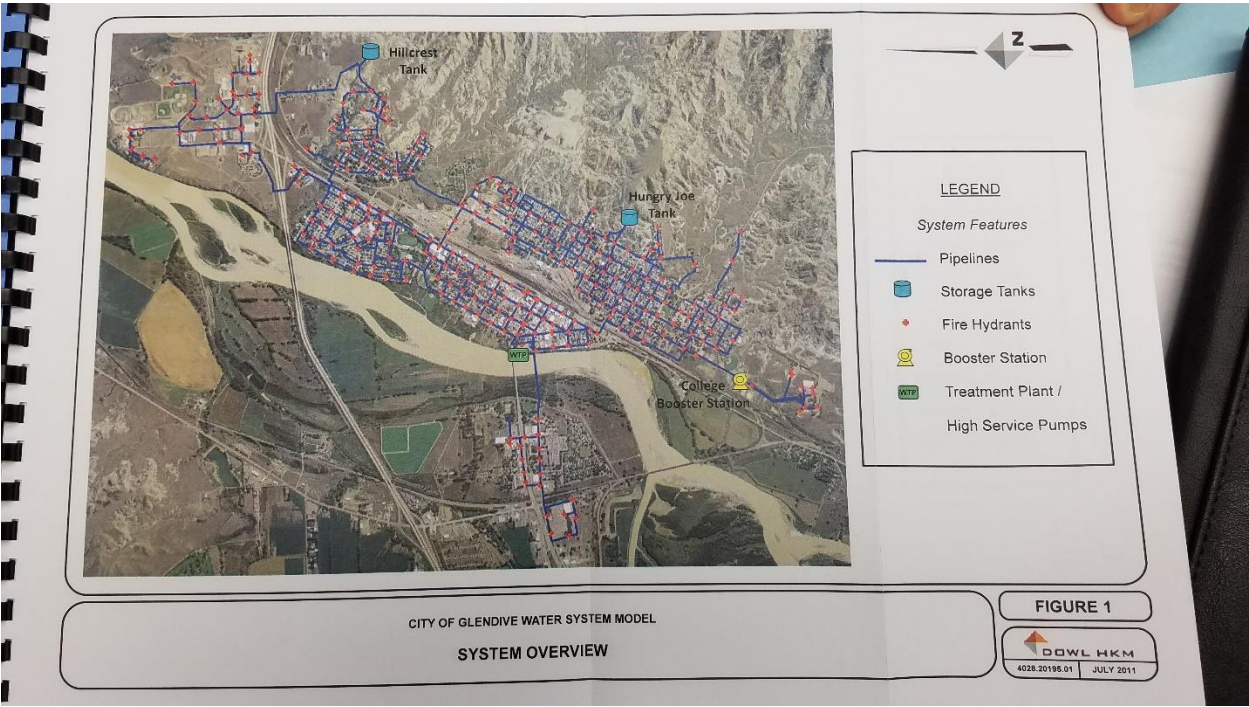 Hillcrest
Tank
Hungry Joe
Tank
WTP
College
Booster Station
Z
LEGEND
System Features
Pipelines
Storage Tanks
Fire Hydrants
Booster Station
WTP
Treatment Plant /
High Service Pumps
CITY OF GLENDIVE WATER SYSTEM MODEL
SYSTEM OVERVIEW
FIGURE 1
DOWL HKM
4028.20195.01
JULY 2011